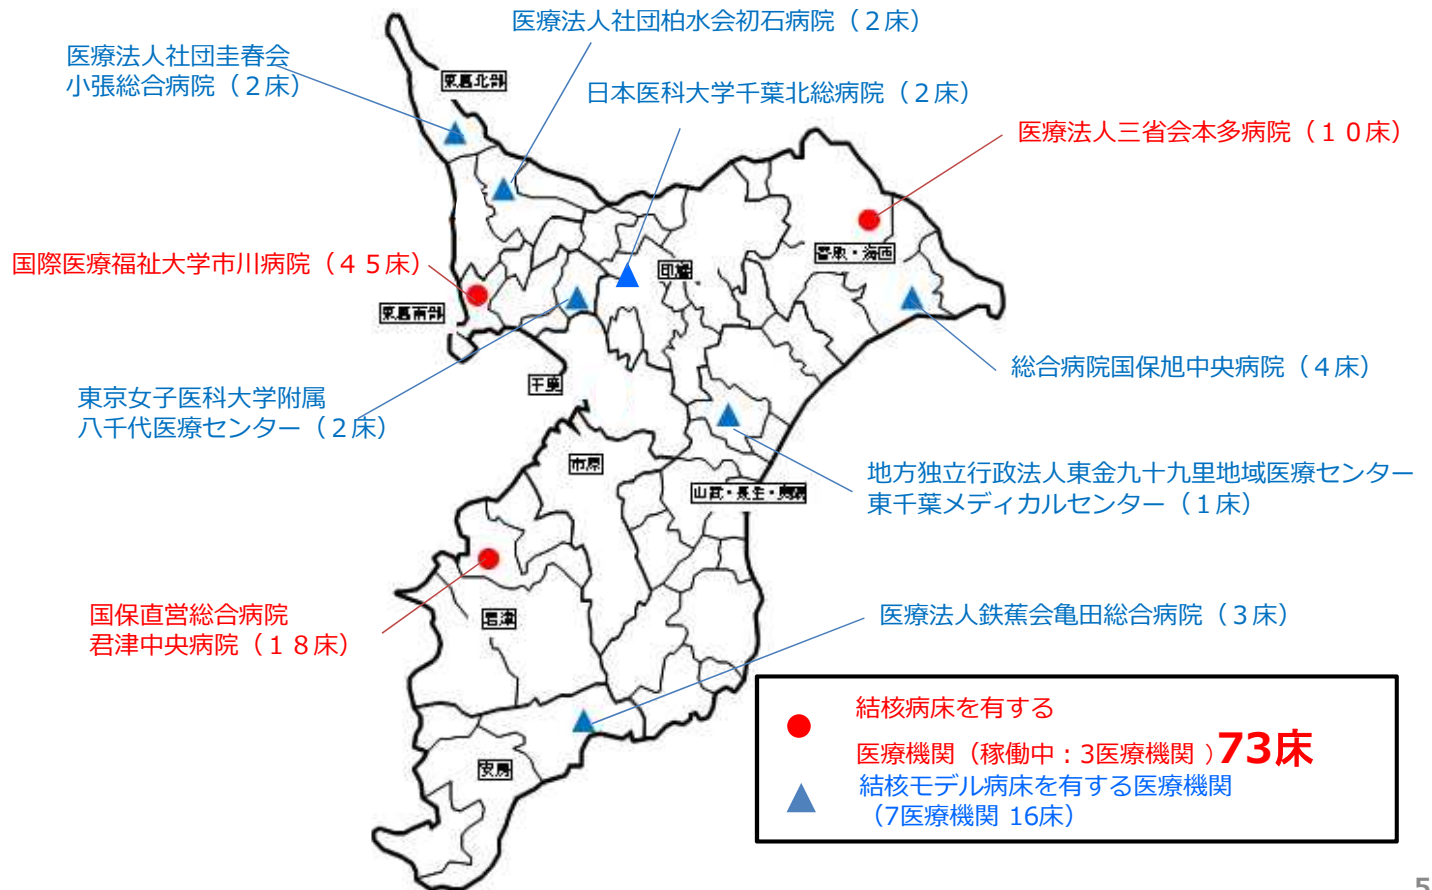 医療法人社団柏水会初石病院（２床）
医療法人社団圭春会
小張総合病院（２床）
東葛北部
日本医科大学千葉北総病院（２床）
医療法人三省会本多病院（１０床）
国際医療福祉大学市川病院（４５床）
香取・海匝
印旛
東葛南部
総合病院国保旭中央病院（４床）
千葉
東京女子医科大学附属
八千代医療センター（２床）
市原
地方独立行政法人東金九十九里地域医療センター
東千葉メディカルセンター（１床）
山武・長生・夷隅
国保直営総合病院
君津中央病院（１８床）
君津
医療法人鉄蕉会亀田総合病院（３床）
安房
結核病床を有する
医療機関（稼働中：3医療機関 ）73床
結核モデル病床を有する医療機関
（7医療機関 16床）
5